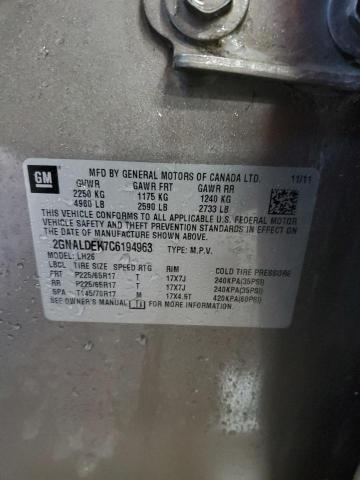 GM
MFD BY GENERAL MOTORS OF CANADA LTD. 11/11
GVWR GAWR FRT GAWR RR
2250 KG 1175 KG 1240 KG
4960 LB 2590 LB 2733 LB
THIS VEHICLE CONFORMS TO ALL APPLICABLE U.S. FEDERAL MOTOR
VEHICLE SAFETY AND THEFT PREVENTION STANDARDS IN EFFECT
ON THE DATE OF MANUFACTURE SHOWN ABOVE.
2GNALDEK7C6194963 TYPE: M.P.V.
MODEL: LH26
LBCL TIRE SIZE SPEED RTG RIM COLD TIRE PRESSURE
FRT P225/65R17 T 17X7J 240KPA(35PSI)
RR P225/65R17 T 17X7J 240KPA(35PSI)
SPA T145/70R17 M 17X4.5T 420KPA(60PSI)
SEE OWNER'S MANUAL